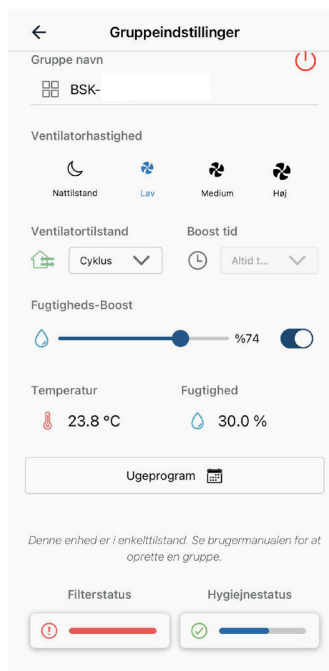 Gruppeindstillinger
Gruppe navn
BSK-
Ventilatorhastighed
Nattilstand Lav Medium Høj
Ventilatortilstand Boost tid
Cyklus Altid t...
Fugtigheds-Boost
%74
Temperatur Fugtighed
23.8 °C 30.0 %
Ugeprogram
Denne enhed er i enkelttilstand. Se brugermanualen for at
oprette en gruppe.
Filterstatus Hygiejnestatus